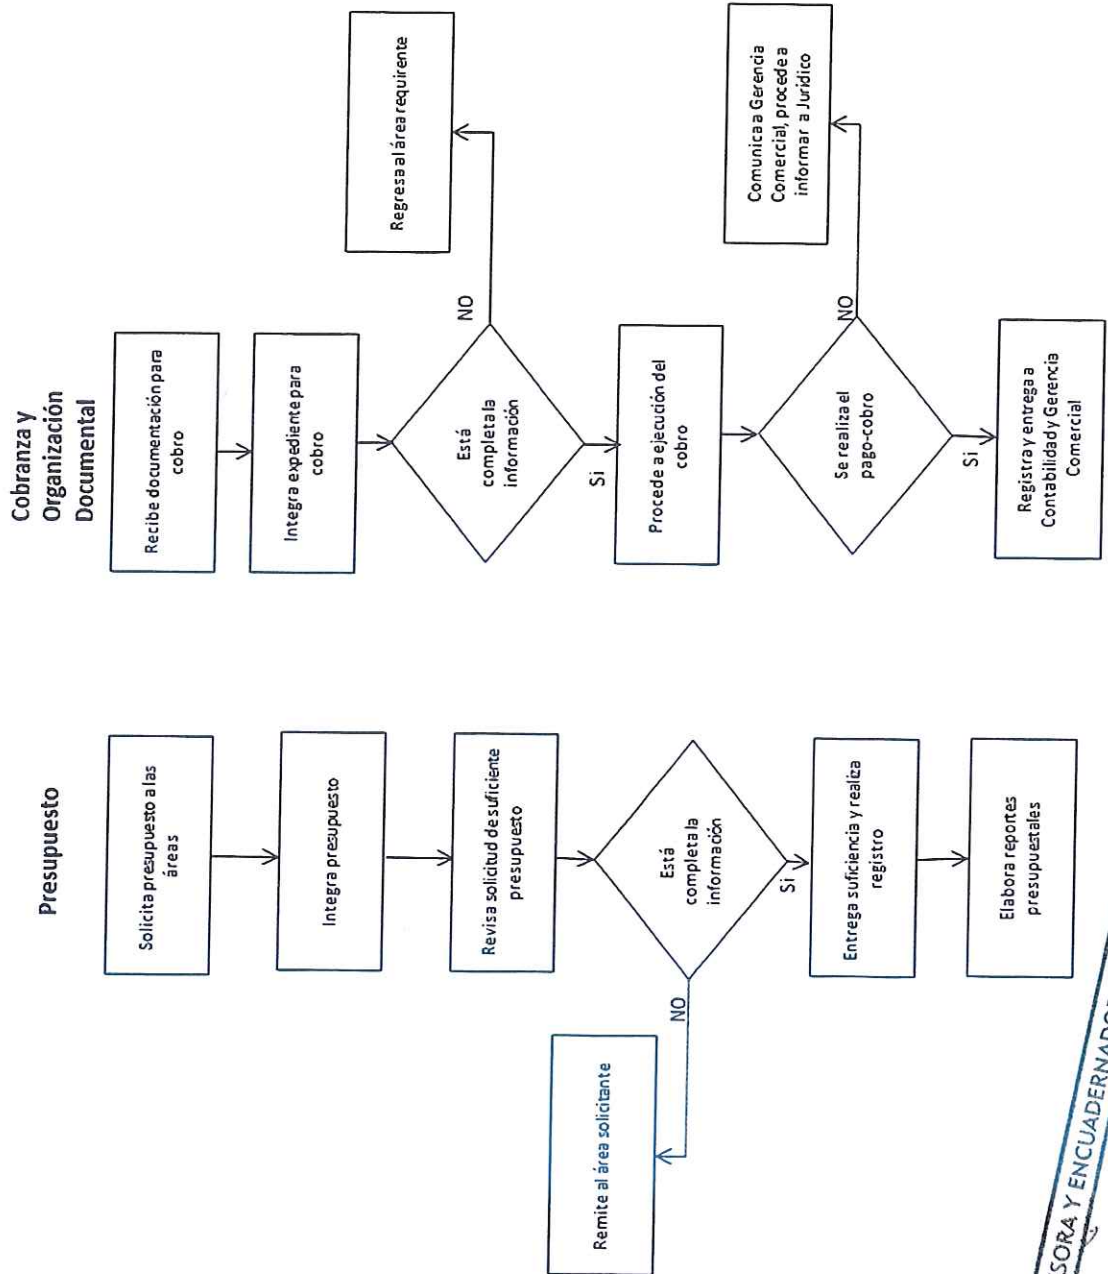 Presupuesto
Solicita presupuesto a las
áreas
Integra presupuesto
Revisa solicitud de suficiente
presupuesto
Está
completa la
información
NO
Remite al área solicitante
Si
Entrega suficiencia y realiza
registro
Elabora reportes
presupuestales
Cobranza y
Organización
Documental
Recibe documentación para
cobro
Integra expediente para
cobro
Está
completa la
información
NO
Regresa al área requirente
Si
Procede a ejecución del
cobro
Se realiza el
pago-cobro
NO
Comunica a Gerencia
Comercial, procede a
informar a Jurídico
Si
Registra y entrega a
Contabilidad y Gerencia
Comercial
SORA Y ENCUADERNADOR